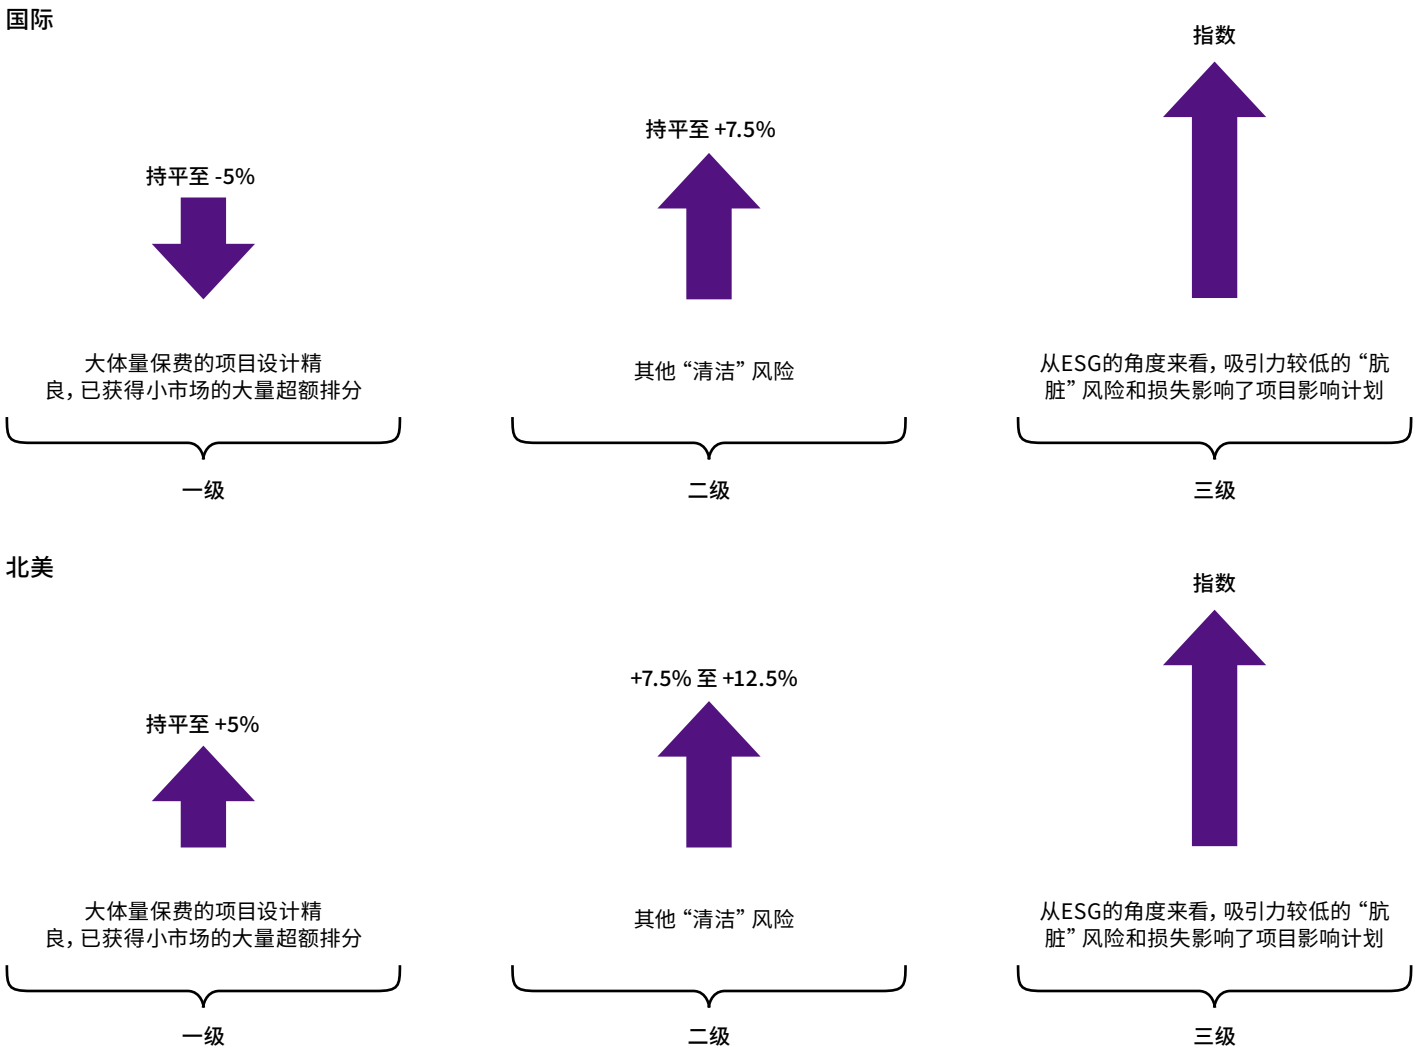 国际
指数
持平至 +7.5%
持平至 -5%
大体量保费的项目设计精
良，已获得小市场的大量超额排分
其他 “清洁” 风险
从ESG的角度来看，吸引力较低的 “肮
脏” 风险和损失影响了项目影响计划
一级
二级
三级
北美
指数
+7.5% 至 +12.5%
持平至 +5%
大体量保费的项目设计精
良，已获得小市场的大量超额排分
其他 “清洁” 风险
从ESG的角度来看，吸引力较低的 “肮
脏” 风险和损失影响了项目影响计划
一级
二级
三级